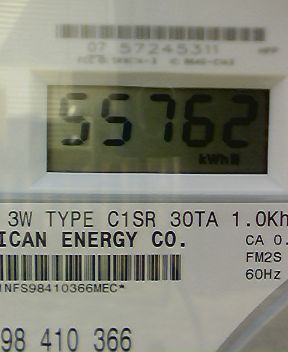 07 57245311
55762
kWh
3W TYPE C1SR 30TA 1.0Kh
ICAN ENERGY CO.
CA 0.
FM2S
60Hz
1NFS98410366MEC*
98 410 366